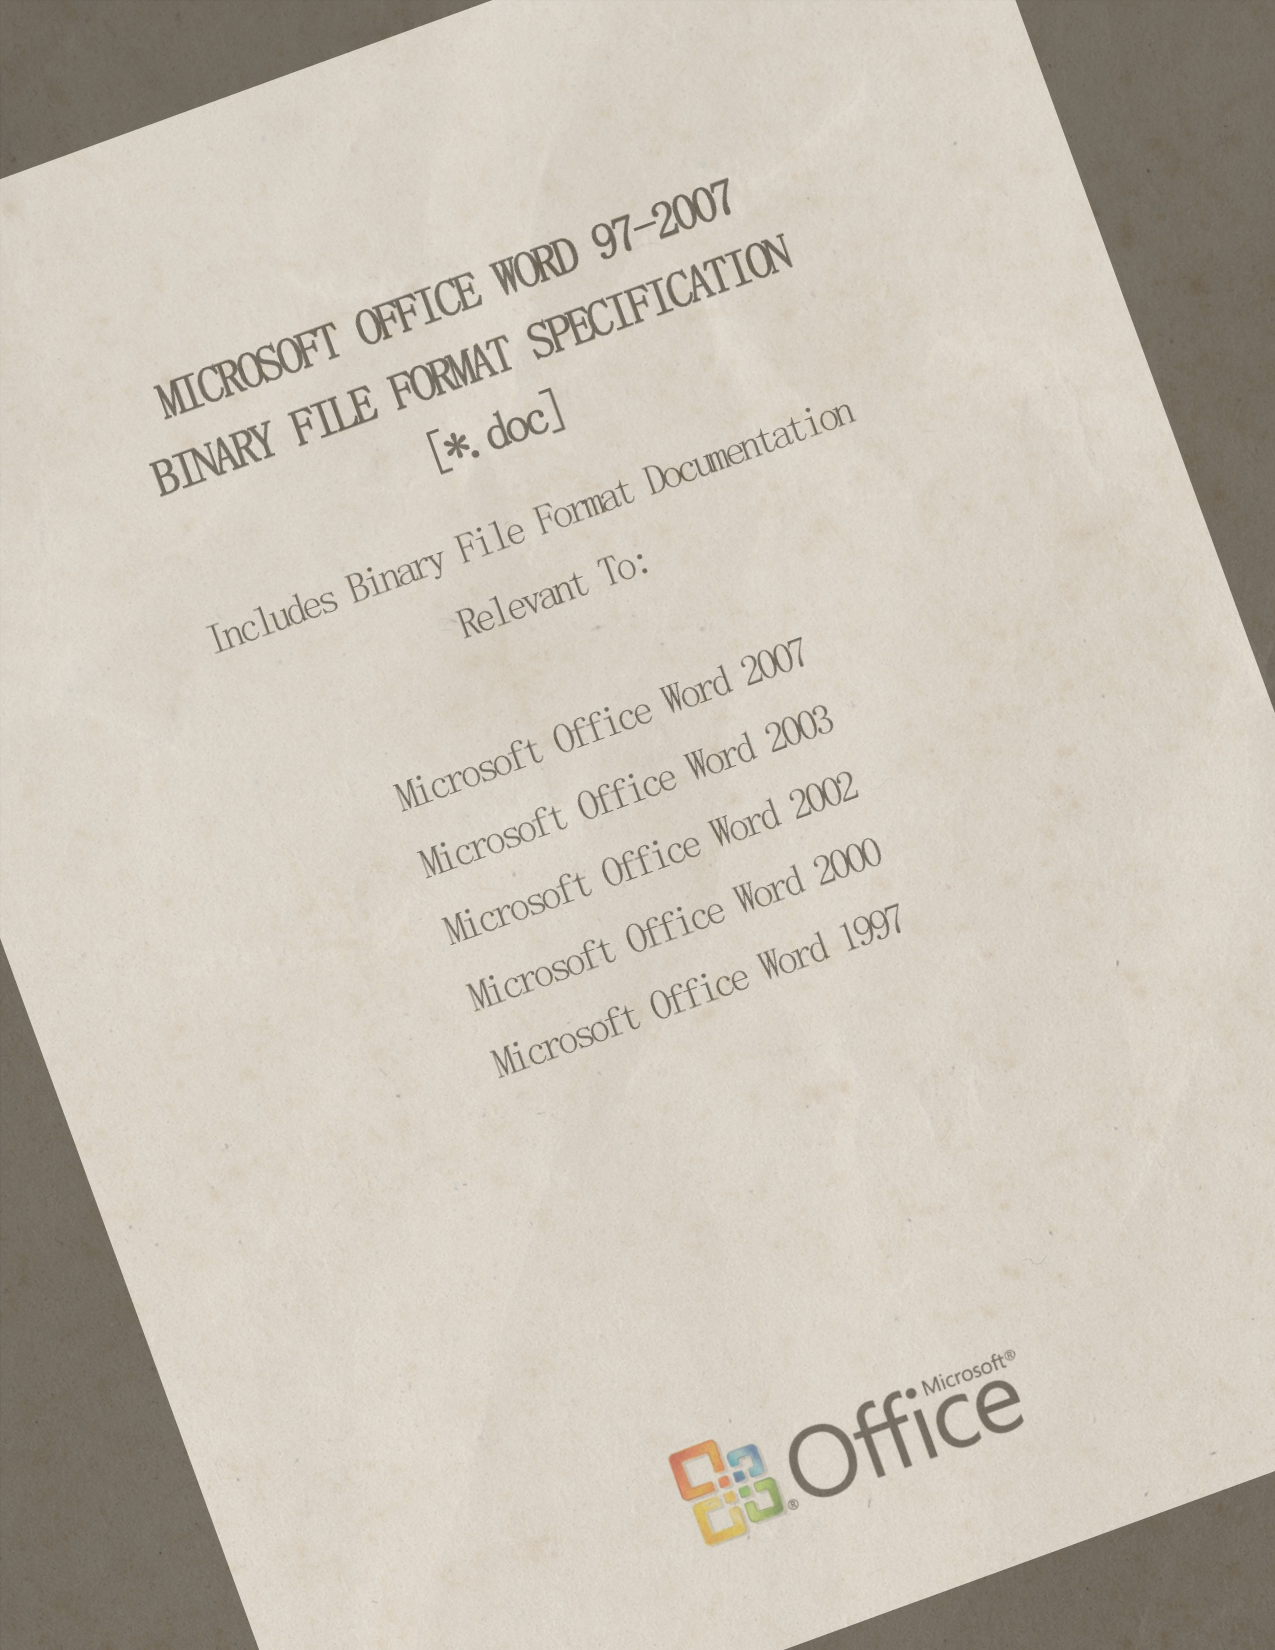 MICROSOFT OFFICE WORD 97-2007
BINARY FILE FORMAT SPECIFICATION
[*.doc]
Includes Binary File Format Documentation
Relevant To:
Microsoft Office Word 2007
Microsoft Office Word 2003
Microsoft Office Word 2002
Microsoft Office Word 2000
Microsoft Office Word 1997
Microsoft®
Office
®